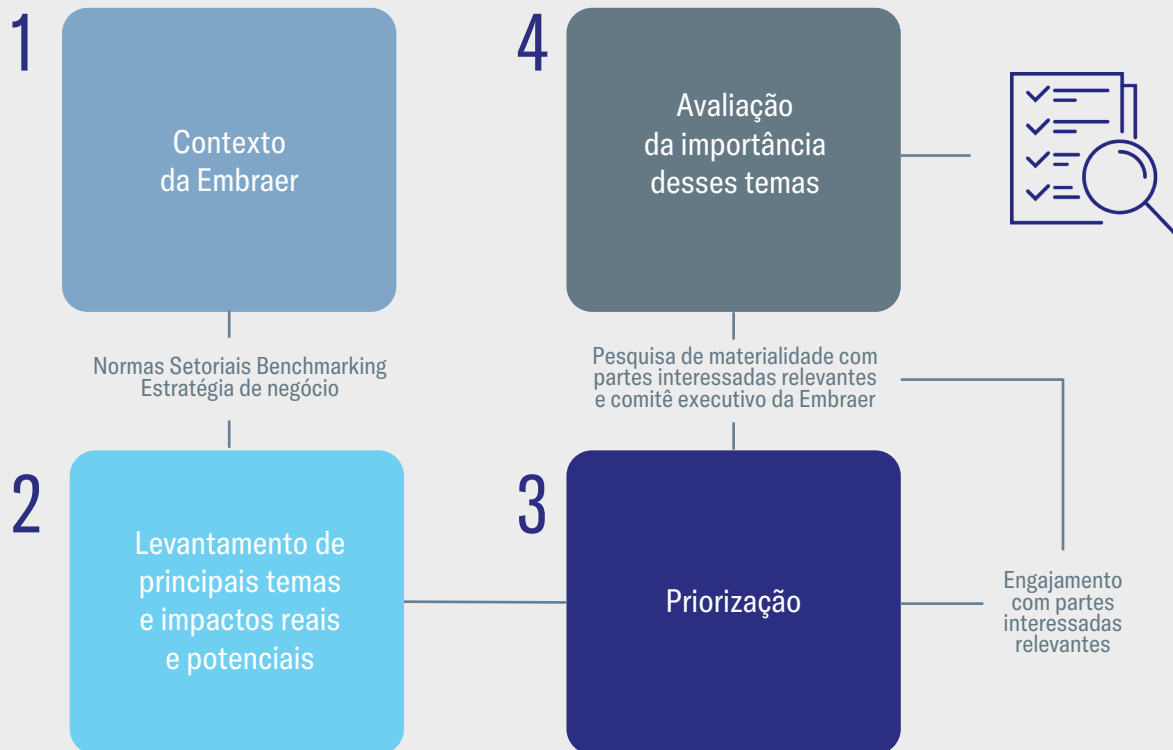 1
Contexto
da Embraer
Normas Setoriais Benchmarking
Estratégia de negócio
2
Levantamento de
principais temas
e impactos reais
e potenciais
3
Priorização
Engajamento
com partes
interessadas
relevantes
4
Avaliação
da importância
desses temas
Pesquisa de materialidade com
partes interessadas relevantes
e comitê executivo da Embraer